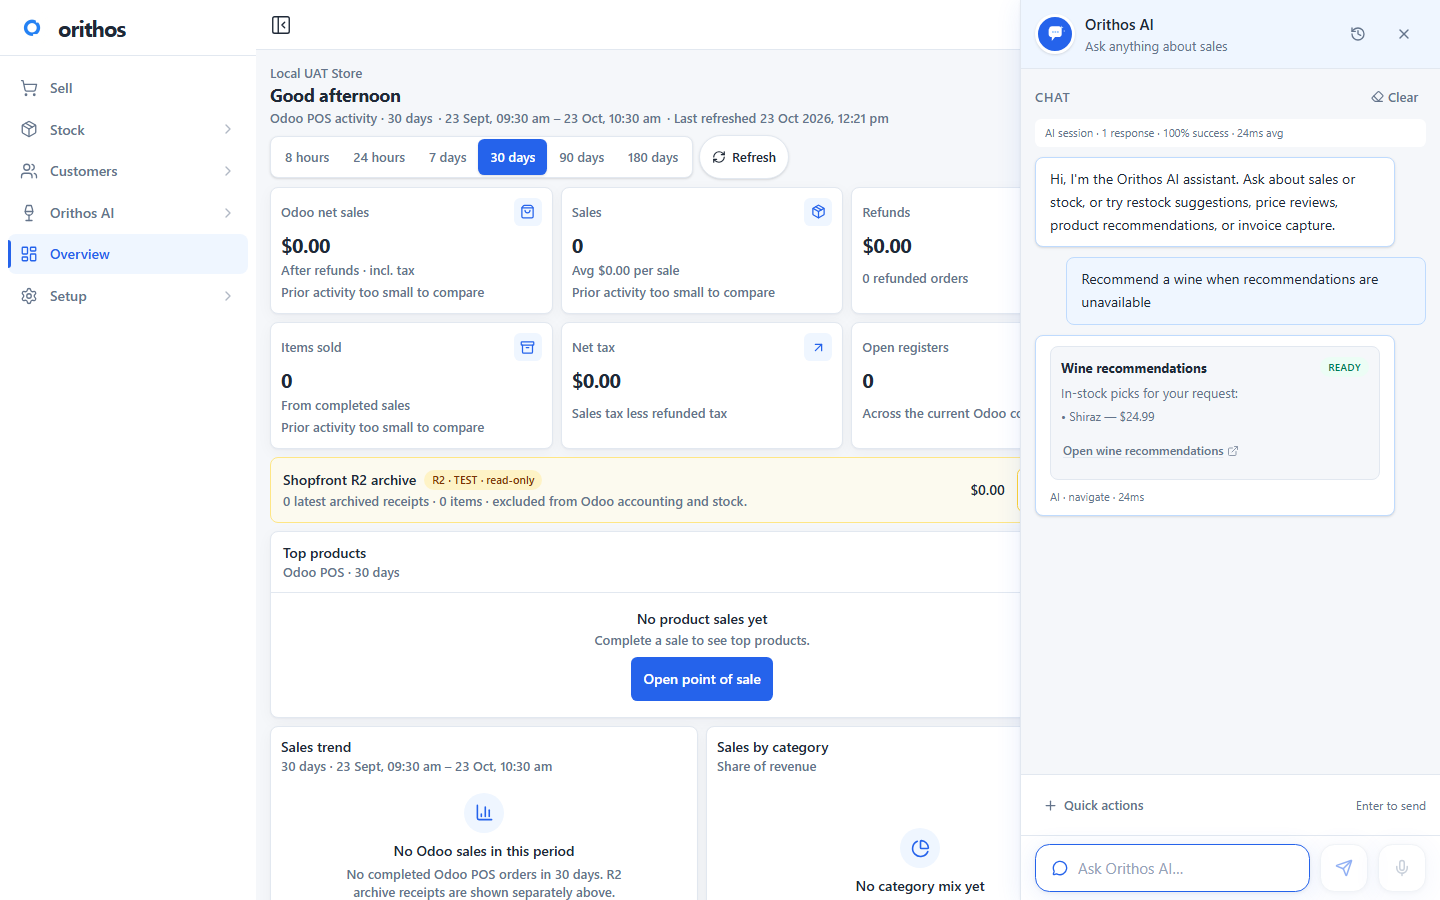 orithos
Sell
Stock
Customers
Orithos AI
Overview
Setup
Local UAT Store
Good afternoon
Odoo POS activity · 30 days · 23 Sept, 09:30 am – 23 Oct, 10:30 am · Last refreshed 23 Oct 2026, 12:21 pm
8 hours
24 hours
7 days
30 days
90 days
180 days
Refresh
Odoo net sales
$0.00
After refunds · incl. tax
Prior activity too small to compare
Sales
0
Avg $0.00 per sale
Prior activity too small to compare
Refunds
$0.00
0 refunded orders
Items sold
0
From completed sales
Prior activity too small to compare
Net tax
$0.00
Sales tax less refunded tax
Open registers
0
Across the current Odoo
Shopfront R2 archive
R2 · TEST · read-only
0 latest archived receipts · 0 items · excluded from Odoo accounting and stock.
$0.00
Top products
Odoo POS · 30 days
No product sales yet
Complete a sale to see top products.
Open point of sale
Sales trend
30 days · 23 Sept, 09:30 am – 23 Oct, 10:30 am
No Odoo sales in this period
No completed Odoo POS orders in 30 days. R2
archive receipts are shown separately above.
Sales by category
Share of revenue
No category mix yet
Orithos AI
Ask anything about sales
CHAT
Clear
AI session · 1 response · 100% success · 24ms avg
Hi, I'm the Orithos AI assistant. Ask about sales or
stock, or try restock suggestions, price reviews,
product recommendations, or invoice capture.
Recommend a wine when recommendations are
unavailable
Wine recommendations
READY
In-stock picks for your request:
• Shiraz — $24.99
Open wine recommendations
AI · navigate · 24ms
Quick actions
Enter to send
Ask Orithos AI...